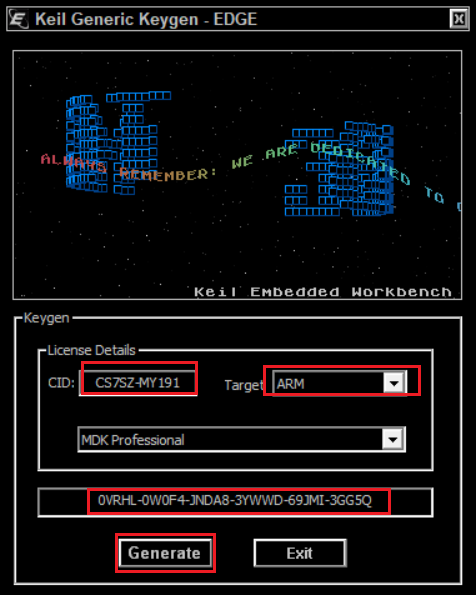 Keil Generic Keygen - EDGE
ALWAYS REMEMBER: WE ARE DEDICATED TO
Keil Embedded Workbench
Keygen
License Details
CID: CS7SZ-MY191 Target ARM
MDK Professional
0VRHL-0W0F4-JNDA8-3YWWD-69JMI-3GG5Q
Generate Exit